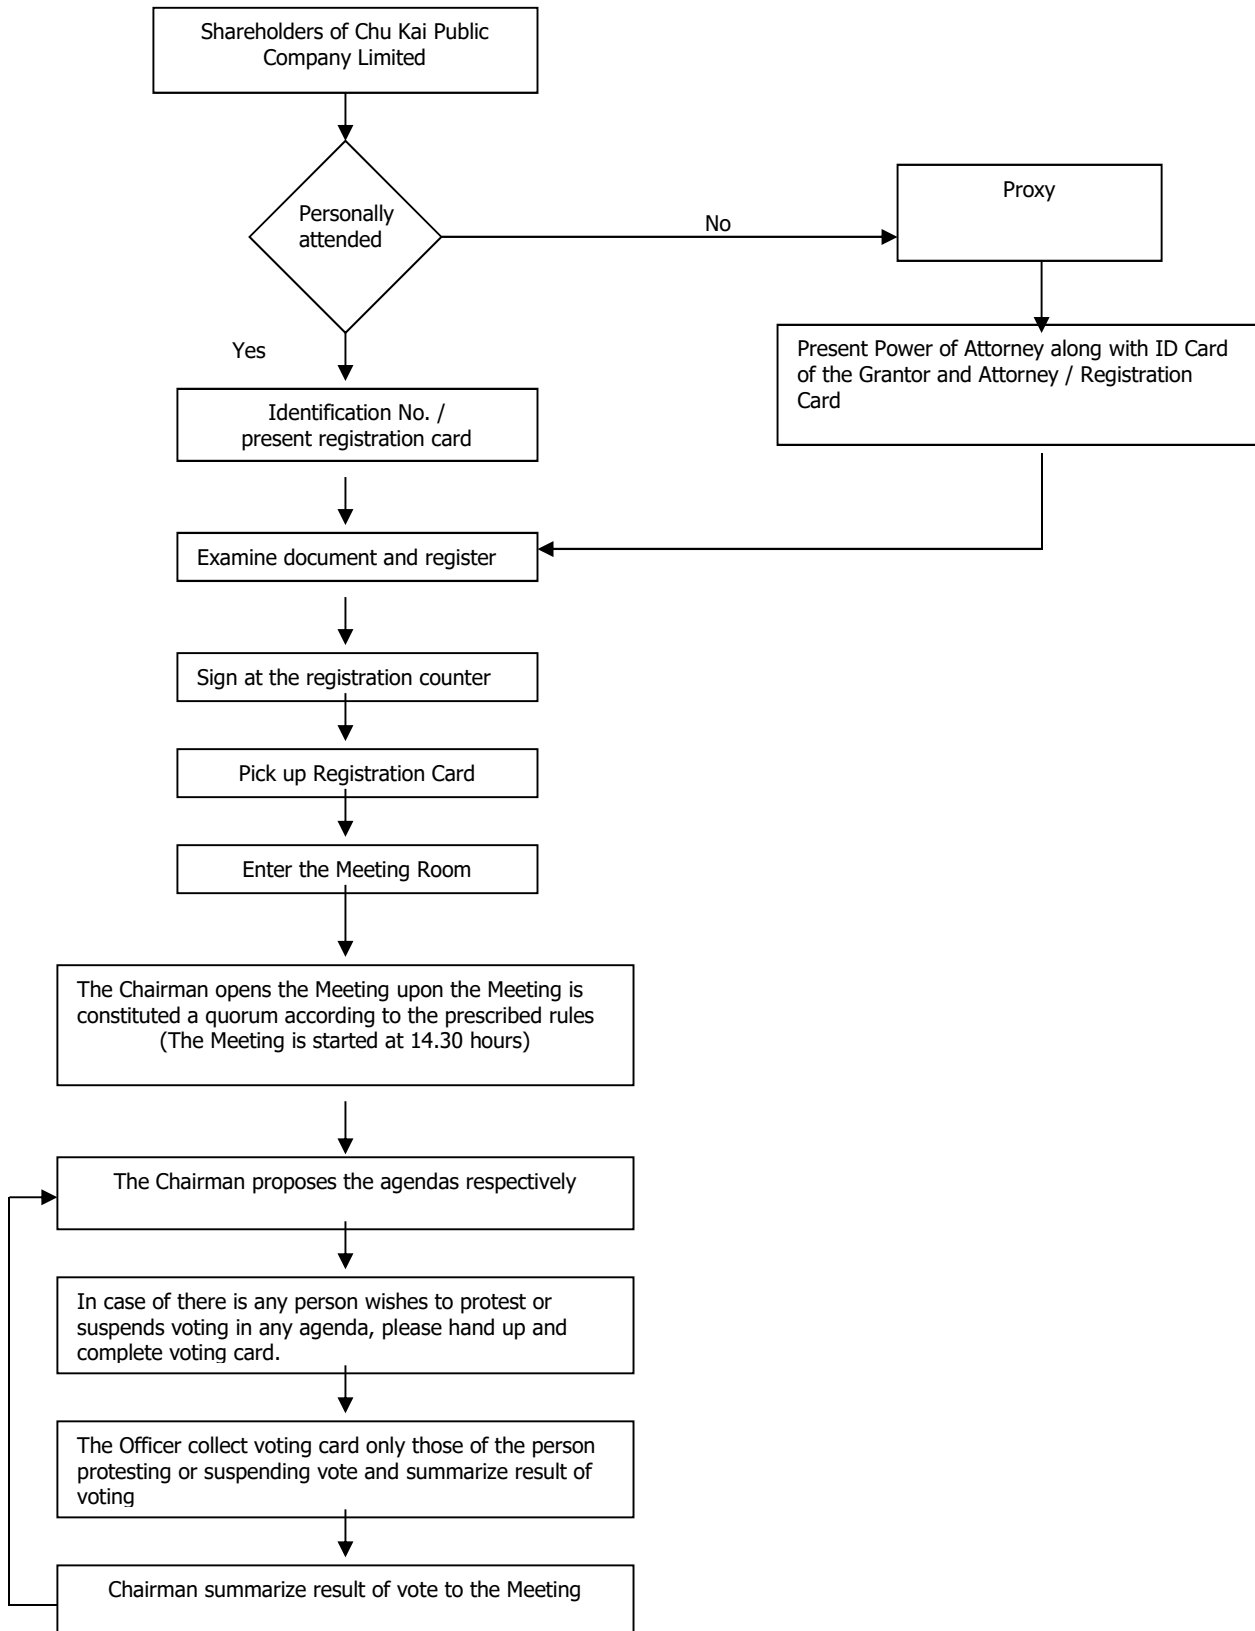 Shareholders of Chu Kai Public
Company Limited
Personally
attended
No
Proxy
Yes
Present Power of Attorney along with ID Card
of the Grantor and Attorney / Registration
Card
Identification No. /
present registration card
Examine document and register
Sign at the registration counter
Pick up Registration Card
Enter the Meeting Room
The Chairman opens the Meeting upon the Meeting is
constituted a quorum according to the prescribed rules
(The Meeting is started at 14.30 hours)
The Chairman proposes the agendas respectively
In case of there is any person wishes to protest or
suspends voting in any agenda, please hand up and
complete voting card.
The Officer collect voting card only those of the person
protesting or suspending vote and summarize result of
voting
Chairman summarize result of vote to the Meeting